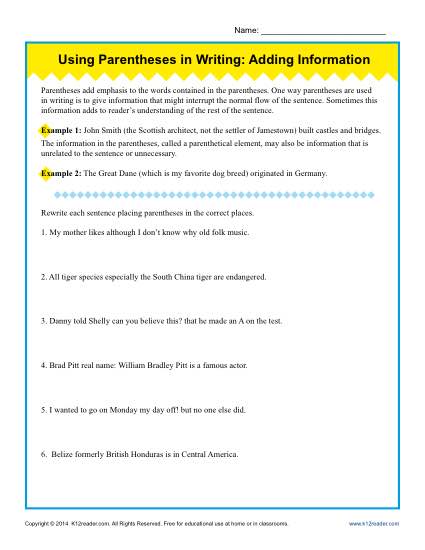 Name: ______________________________
Using Parentheses in Writing: Adding Information
Parentheses add emphasis to the words contained in the parentheses. One way parentheses are used
in writing is to give information that might interrupt the normal flow of the sentence. Sometimes this
information adds to reader's understanding of the rest of the sentence.
Example 1: John Smith (the Scottish architect, not the settler of Jamestown) built castles and bridges.
The information in the parentheses, called a parenthetical element, may also be information that is
unrelated to the sentence or unnecessary.
Example 2: The Great Dane (which is my favorite dog breed) originated in Germany.
Rewrite each sentence placing parentheses in the correct places.
1. My mother likes although I don't know why old folk music.
2. All tiger species especially the South China tiger are endangered.
3. Danny told Shelly can you believe this? that he made an A on the test.
4. Brad Pitt real name: William Bradley Pitt is a famous actor.
5. I wanted to go on Monday my day off! but no one else did.
6. Belize formerly British Honduras is in Central America.
Copyright © 2014 K12reader.com. All Rights Reserved. Free for educational use at home or in classrooms. www.k12reader.com